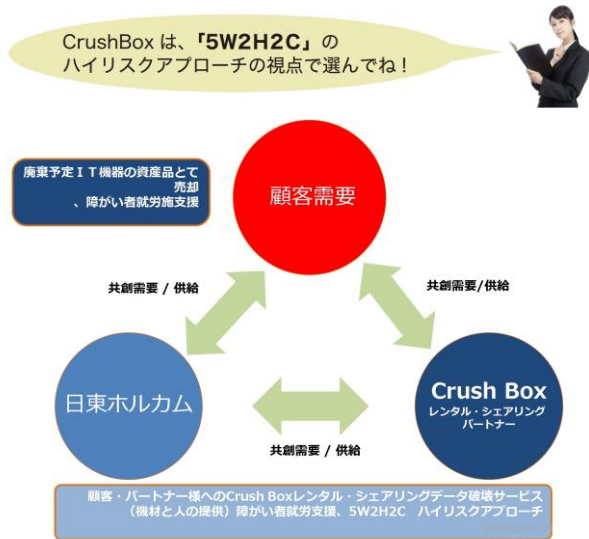 CrushBox は、「5W2H2C」の
ハイリスクアプローチの視点で選んでね！
廃棄予定ＩＴ機器の資産品とて
売却
、障がい者就労施支援
顧客需要
共創需要 / 供給
共創需要/供給
日東ホルカム
Crush Box
レンタル・シェアリング
パートナー
共創需要 / 供給
顧客・パートナー様へのCrush Boxレンタル・シェアリングデータ破壊サービス
（機材と人の提供）障がい者就労支援、5W2H2C　ハイリスクアプローチ